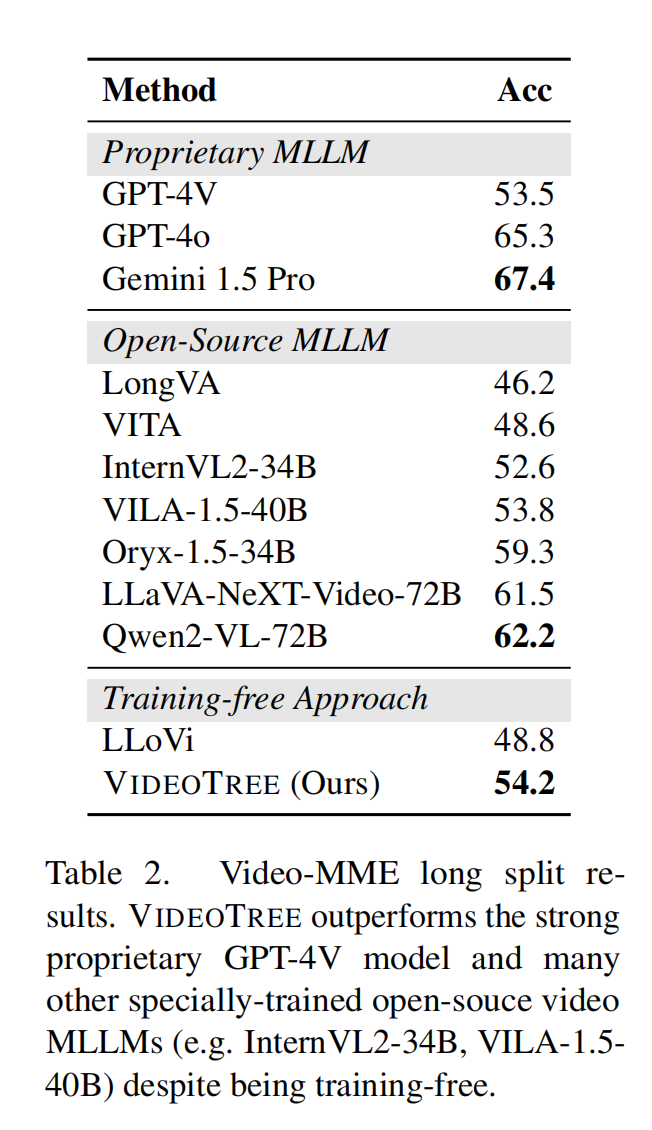 Method Acc
Proprietary MLLM
GPT-4V 53.5
GPT-4o 65.3
Gemini 1.5 Pro 67.4
Open-Source MLLM
LongVA 46.2
VITA 48.6
InternVL2-34B 52.6
VILA-1.5-40B 53.8
Oryx-1.5-34B 59.3
LLaVA-NeXT-Video-72B 61.5
Qwen2-VL-72B 62.2
Training-free Approach
LLoVi 48.8
VIDEOTREE (Ours) 54.2
Table 2. Video-MME long split re-
sults. VIDEOTREE outperforms the strong
proprietary GPT-4V model and many
other specially-trained open-souce video
MLLMs (e.g. InternVL2-34B, VILA-1.5-
40B) despite being training-free.